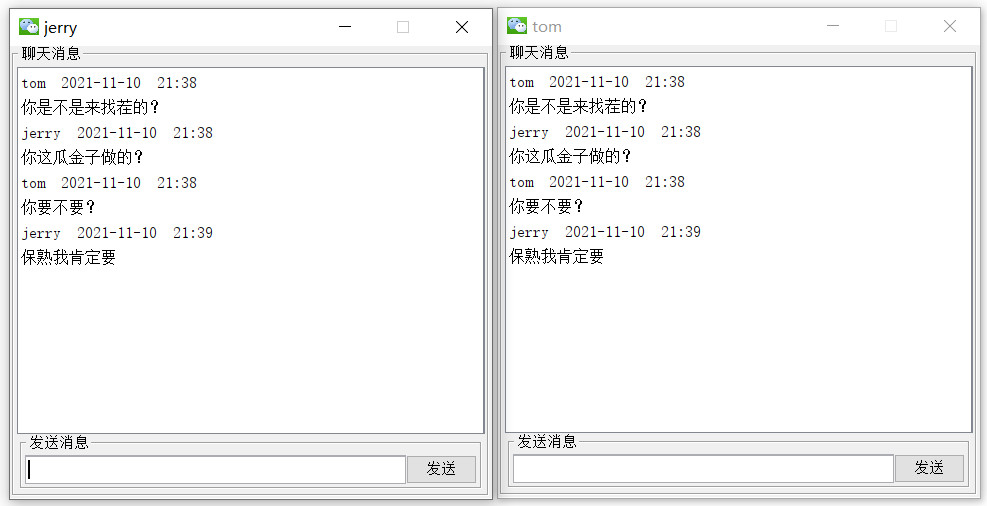 jerry
聊天消息
tom 2021-11-10 21:38
你是不是来找茬的？
jerry 2021-11-10 21:38
你这瓜金子做的？
tom 2021-11-10 21:38
你要不要？
jerry 2021-11-10 21:39
保熟我肯定要
发送消息
发送
tom
聊天消息
tom 2021-11-10 21:38
你是不是来找茬的？
jerry 2021-11-10 21:38
你这瓜金子做的？
tom 2021-11-10 21:38
你要不要？
jerry 2021-11-10 21:39
保熟我肯定要
发送消息
发送